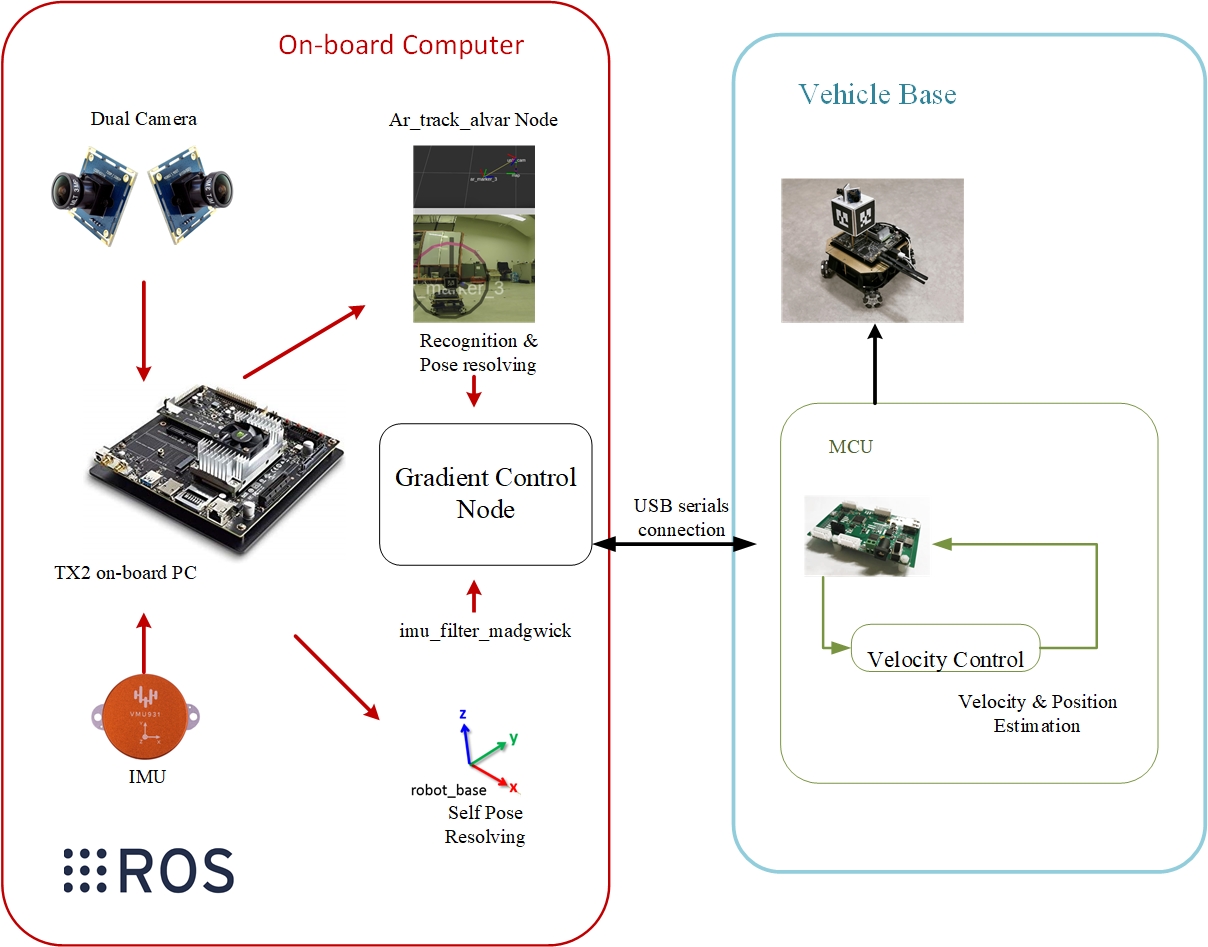 On-board Computer
Dual Camera
Ar_track_alvar Node
ar_marker_3
marker_3
Recognition &
Pose resolving
Gradient Control
Node
TX2 on-board PC
imu_filter_madgwick
VMU931
IMU
z
y
x
robot_base
Self Pose
Resolving
ROS
USB serials
connection
Vehicle Base
MCU
Velocity Control
Velocity & Position
Estimation